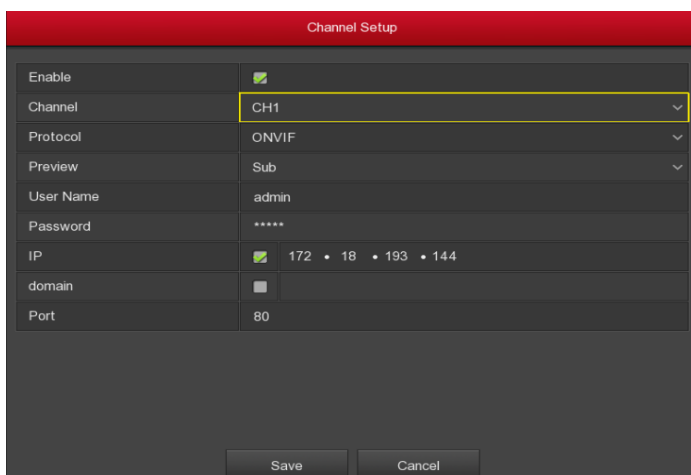 Channel Setup
Enable
Channel CH1
Protocol ONVIF
Preview Sub
User Name admin
Password *****
IP 172 • 18 • 193 • 144
domain
Port 80
Save Cancel